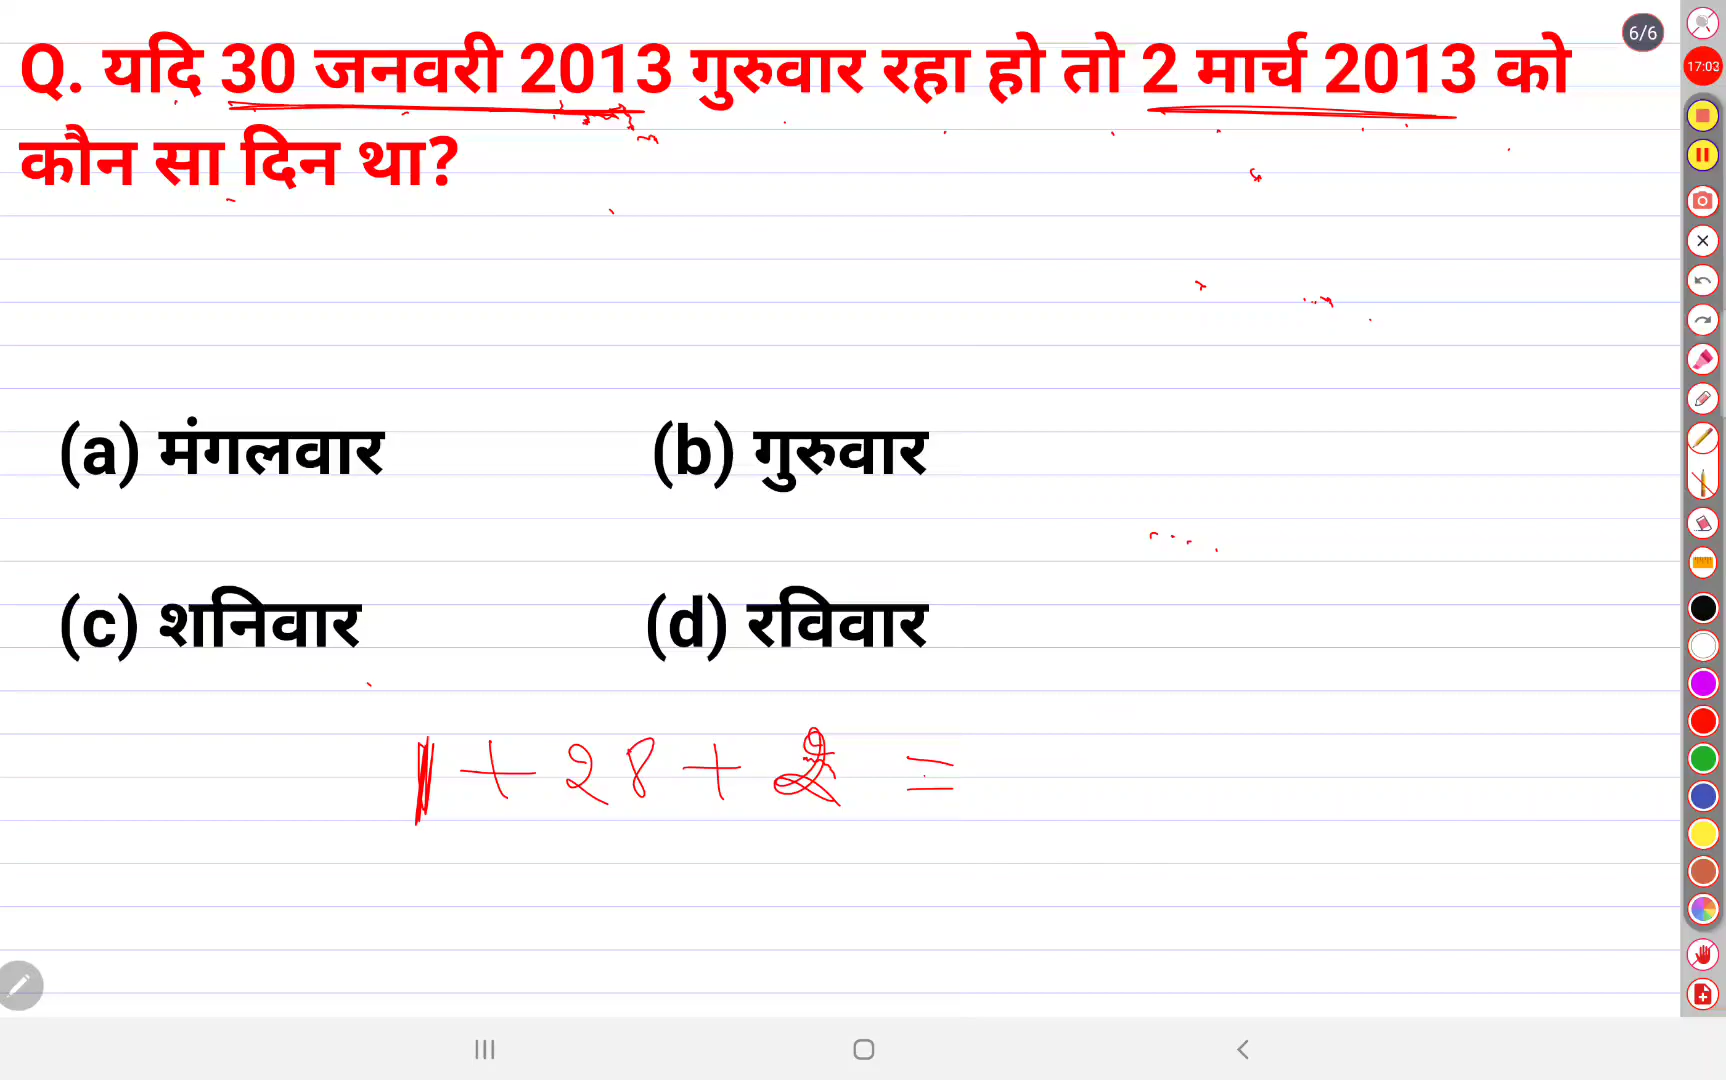 6/6
17:03
Q. यदि 30 जनवरी 2013 गुरुवार रहा हो तो 2 मार्च 2013 को
कौन सा दिन था?
(a) मंगलवार (b) गुरुवार
(c) शनिवार (d) रविवार
1 + 28 + 2 =